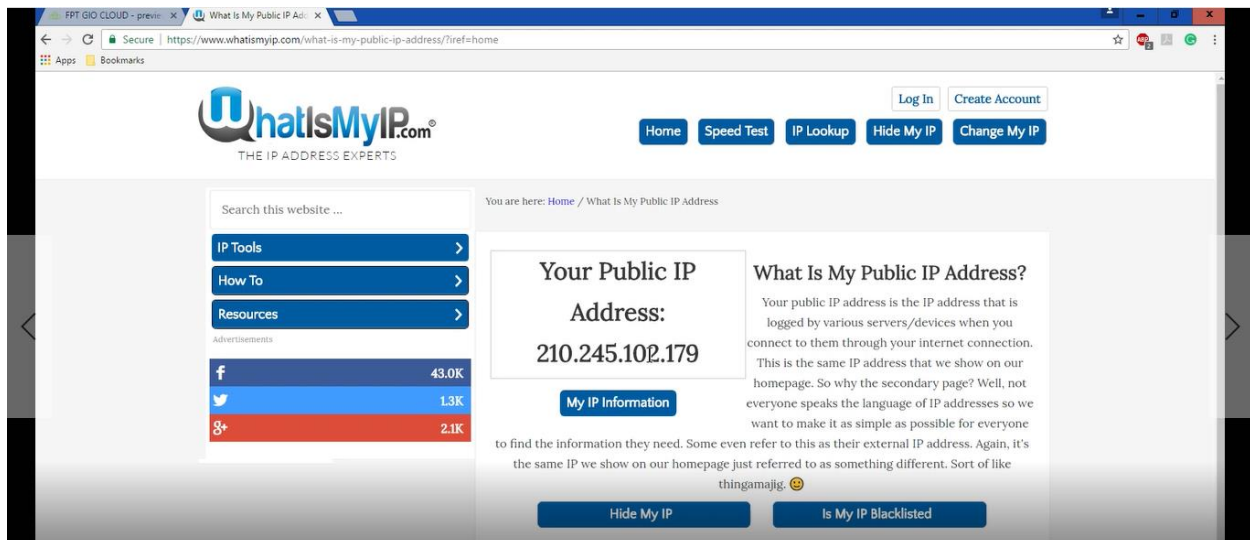 FPT GIO CLOUD - previe
What Is My Public IP Add
Secure | https://www.whatismyip.com/what-is-my-public-ip-address/?iref=home
Apps Bookmarks
WhatIsMyIP.com®
THE IP ADDRESS EXPERTS
Log In Create Account
Home Speed Test IP Lookup Hide My IP Change My IP
Search this website ...
IP Tools
How To
Resources
Advertisements
f 43.0K
1.3K
8+ 2.1K
You are here: Home / What Is My Public IP Address
Your Public IP
Address:
210.245.102.179
My IP Information
What Is My Public IP Address?
Your public IP address is the IP address that is
logged by various servers/devices when you
connect to them through your internet connection.
This is the same IP address that we show on our
homepage. So why the secondary page? Well, not
everyone speaks the language of IP addresses so we
want to make it as simple as possible for everyone
to find the information they need. Some even refer to this as their external IP address. Again, it's
the same IP we show on our homepage just referred to as something different. Sort of like
thingamajig.
Hide My IP Is My IP Blacklisted